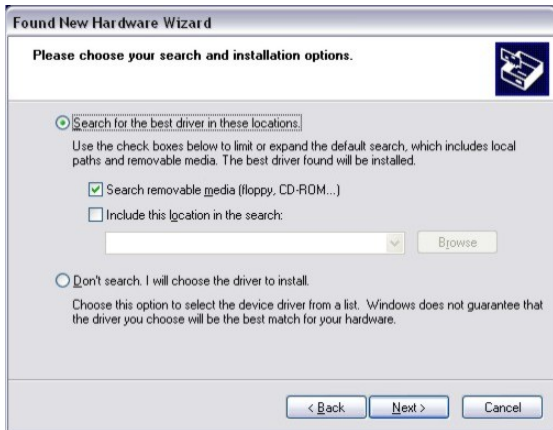 Found New Hardware Wizard
Please choose your search and installation options.
Search for the best driver in these locations.
Use the check boxes below to limit or expand the default search, which includes local
paths and removable media. The best driver found will be installed.
Search removable media (floppy, CD-ROM...)
Include this location in the search:
Browse
Don't search. I will choose the driver to install.
Choose this option to select the device driver from a list. Windows does not guarantee that
the driver you choose will be the best match for your hardware.
< Back
Next >
Cancel